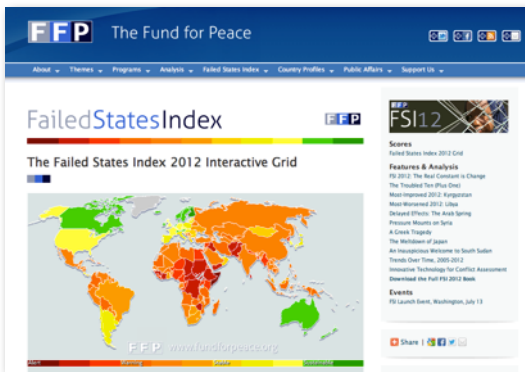 FFP The Fund for Peace
About Themes Programs Analysis Failed States Index Country Profiles Public Affairs Support Us
FailedStatesIndex FFP
The Failed States Index 2012 Interactive Grid
FFP www.fundforpeace.org
Alert Warning Stable Sustainable
FFP
FSI12
Scores
Failed States Index 2012 Grid
Features & Analysis
FSI 2012: The Real Constant is Change
The Troubled Ten (Plus One)
Most-Improved 2012: Kyrgyzstan
Most-Worsened 2012: Libya
Delayed Effects: The Arab Spring
Pressure Mounts on Syria
A Greek Tragedy
The Meltdown of Japan
An Inauspicious Welcome to South Sudan
Trends Over Time, 2005-2012
Innovative Technology for Conflict Assessment
Download the Full FSI 2012 Book
Events
FSI Launch Event, Washington, July 13
Share